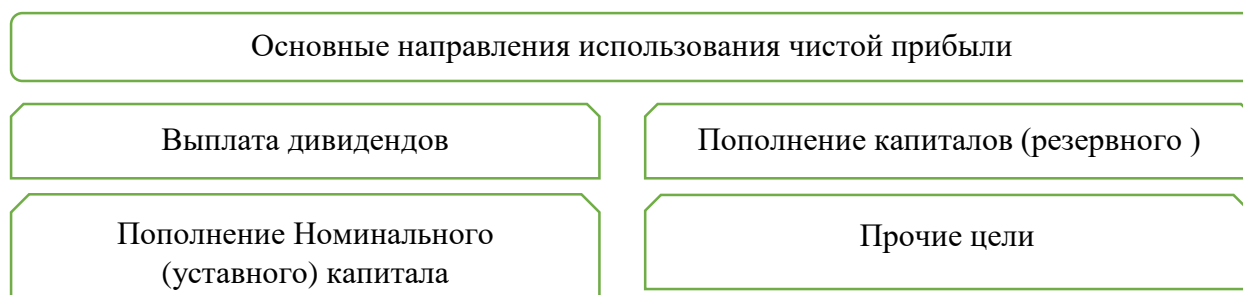 Основные направления использования чистой прибыли
Выплата дивидендов
Пополнение капиталов (резервного )
Пополнение Номинального
(уставного) капитала
Прочие цели